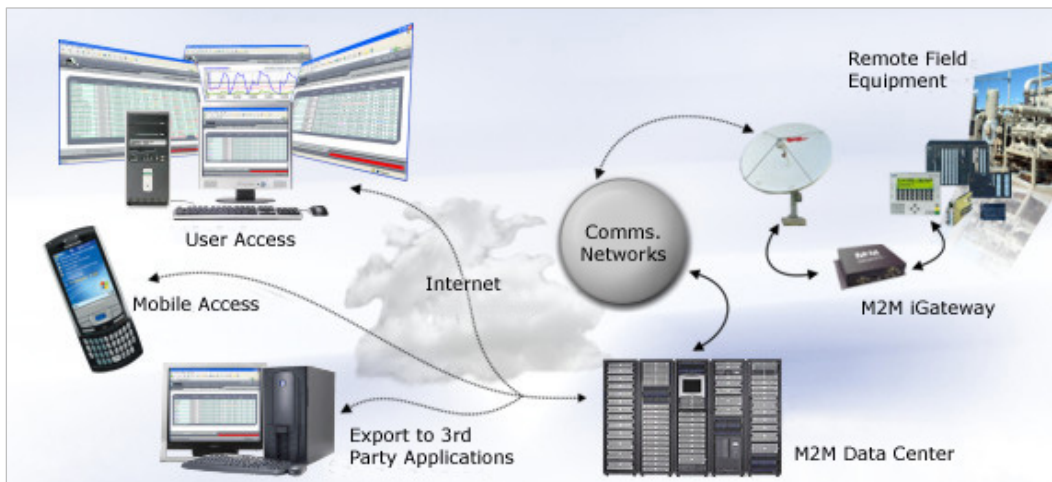 Remote Field
Equipment
Comms.
Networks
User Access
Internet
Mobile Access
M2M iGateway
Export to 3rd
Party Applications
M2M Data Center